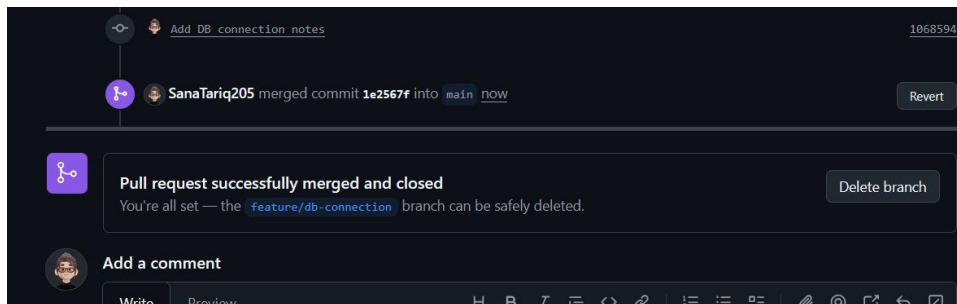 Add DB connection notes 1068594
SanaTariq205 merged commit 1e2567f into main now Revert
Pull request successfully merged and closed
Delete branch
You're all set — the feature/db-connection branch can be safely deleted.
Add a comment
Write Preview H B I